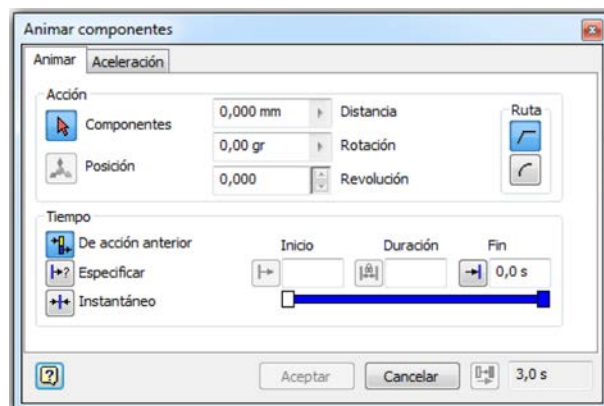 Animar componentes
Animar Aceleración
Acción
Componentes 0,000 mm Distancia Ruta
0,00 gr Rotación
Posición
0,000 Revolución
Tiempo
De acción anterior Inicio Duración Fin
Especificar 0,0 s
Instantáneo
Aceptar Cancelar 3,0 s